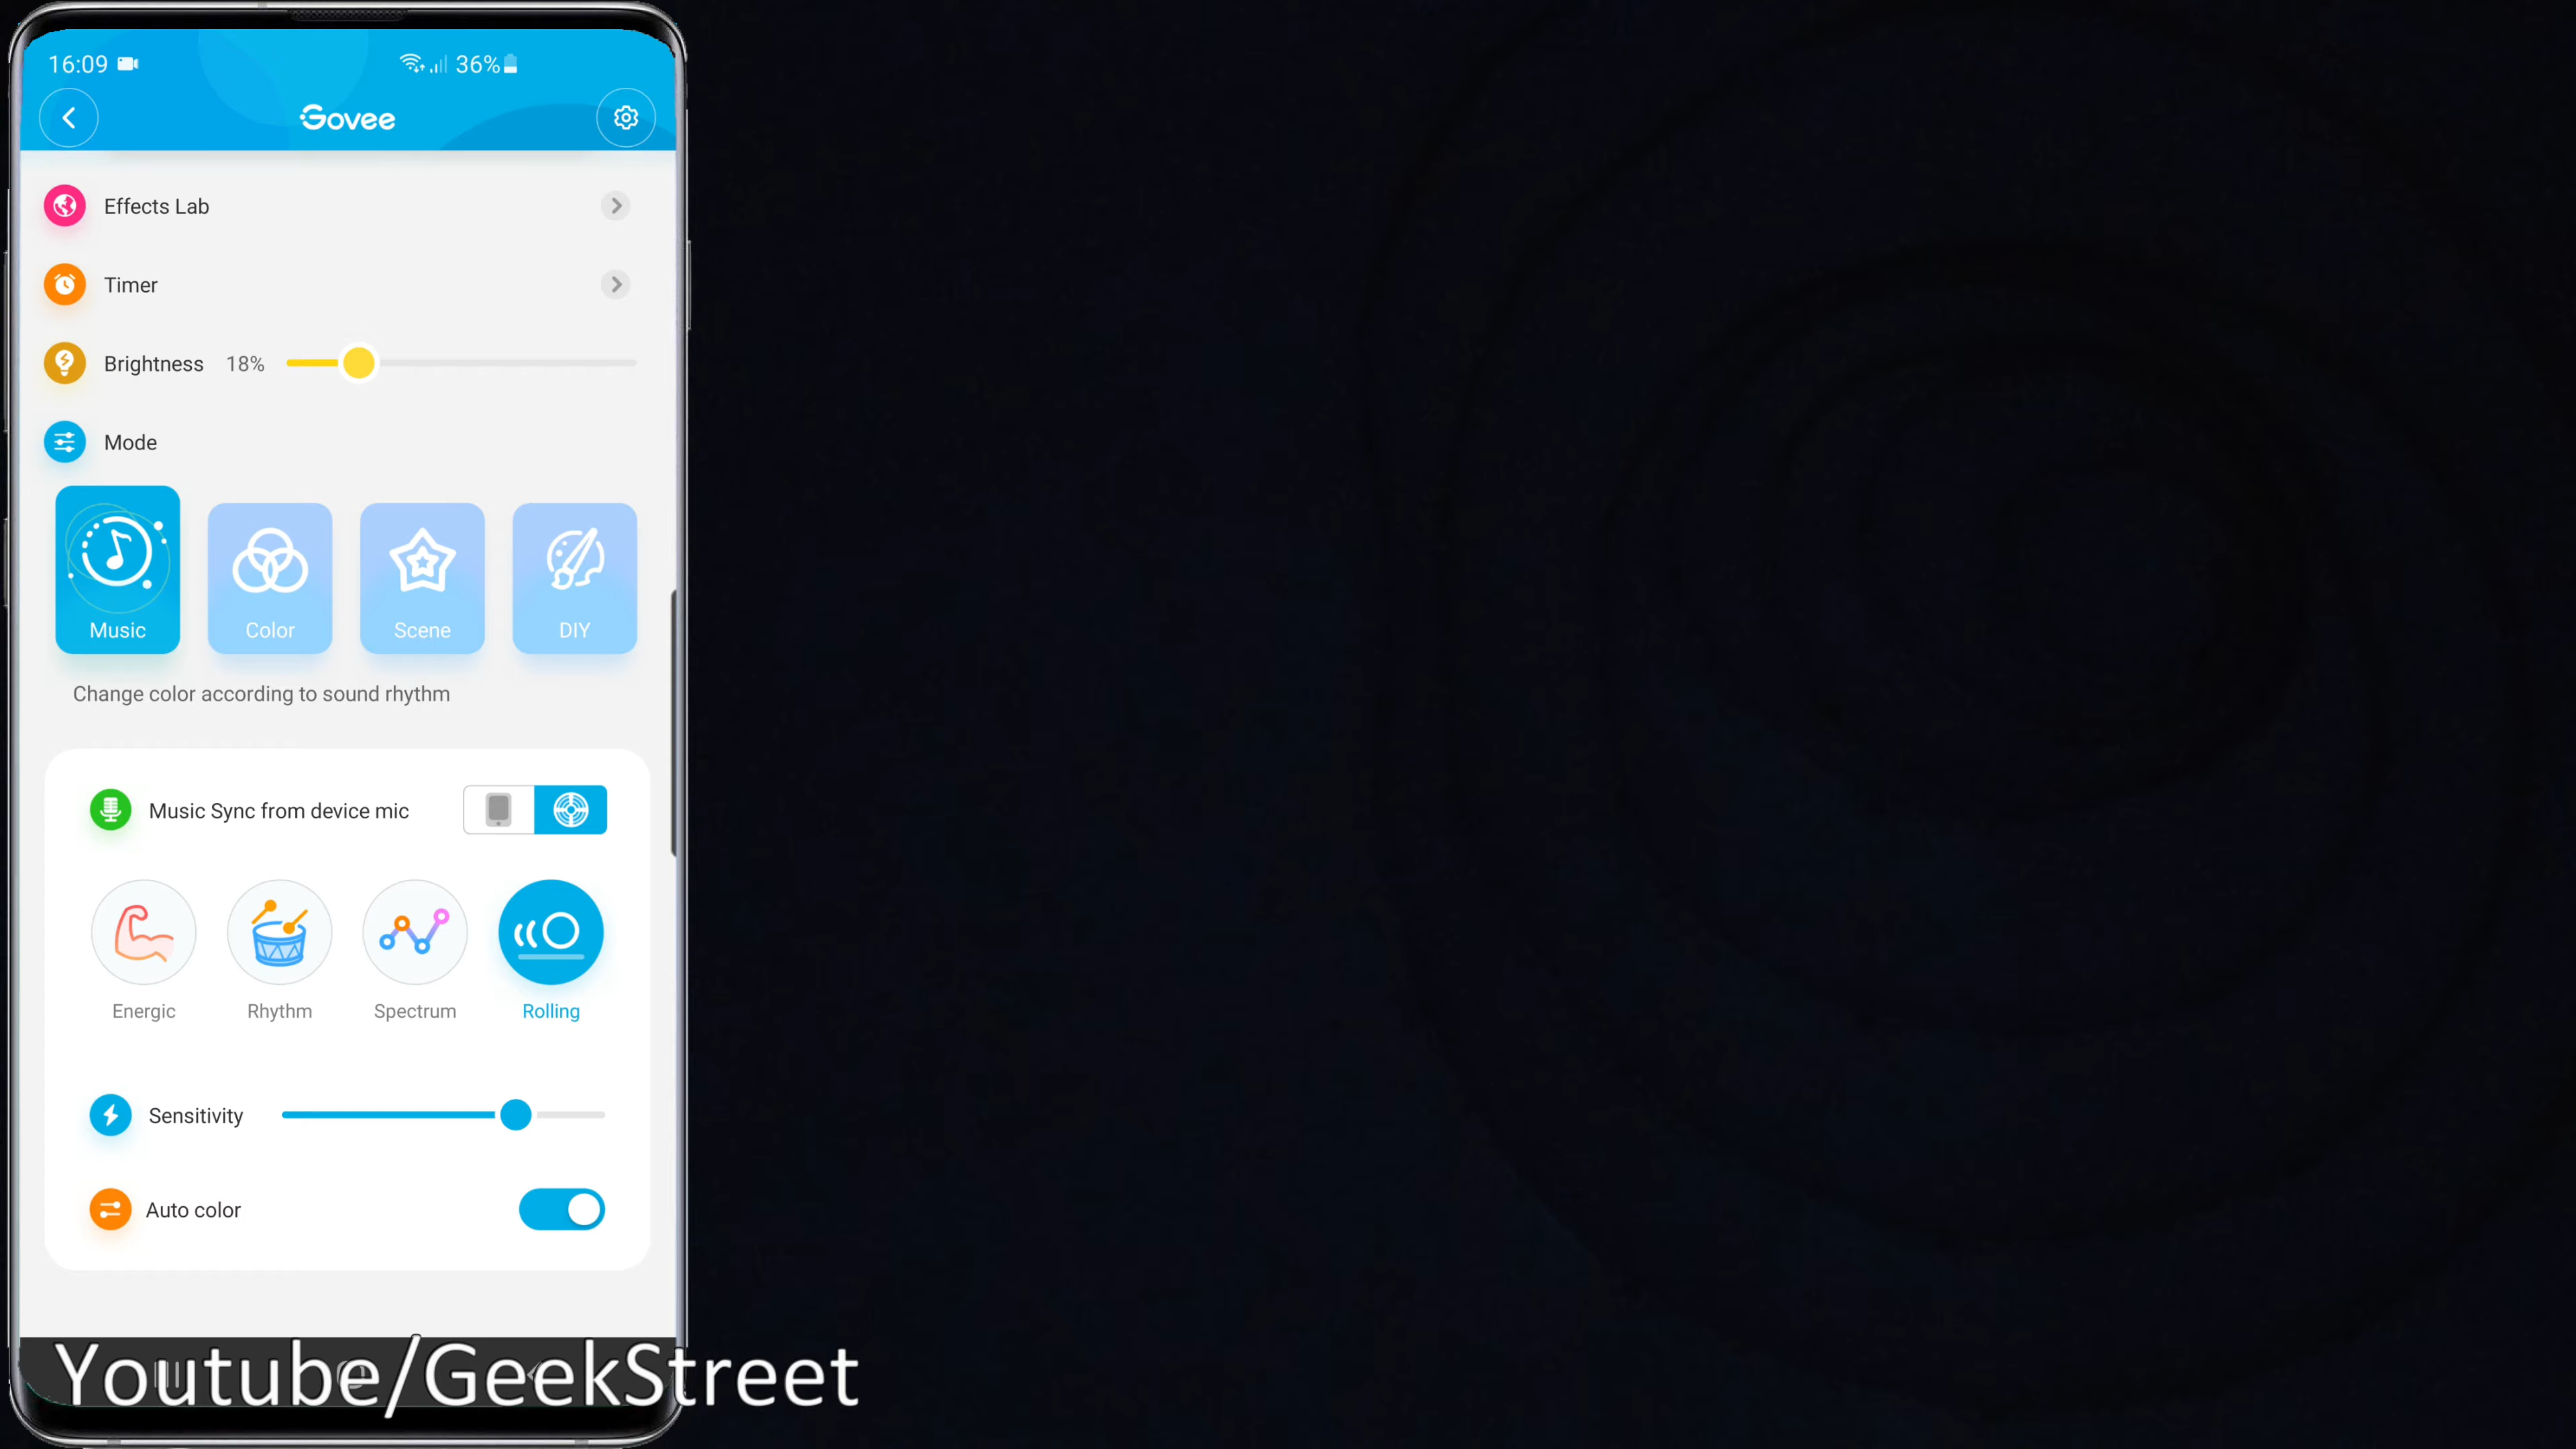 16:09 36%
Govee
Effects Lab
Timer
Brightness 18%
Mode
Music Color Scene DIY
Change color according to sound rhythm
Music Sync from device mic
Energic Rhythm Spectrum Rolling
Sensitivity
Auto color
Youtube/GeekStreet